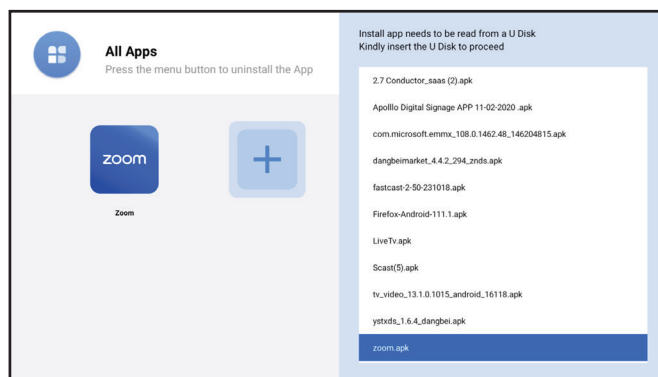 All Apps
Press the menu button to uninstall the App
zoom
Zoom
Install app needs to be read from a U Disk
Kindly insert the U Disk to proceed
2.7 Conductor_saas (2).apk
Apolllo Digital Signage APP 11-02-2020 .apk
com.microsoft.emmx_108.0.1462.48_146204815.apk
dangbeimarket_4.4.2_294_znds.apk
fastcast-2-50-231018.apk
Firefox-Android-111.1.apk
LiveTv.apk
Scast(5).apk
tv_video_13.1.0.1015_android_16118.apk
ystxds_1.6.4_dangbei.apk
zoom.apk